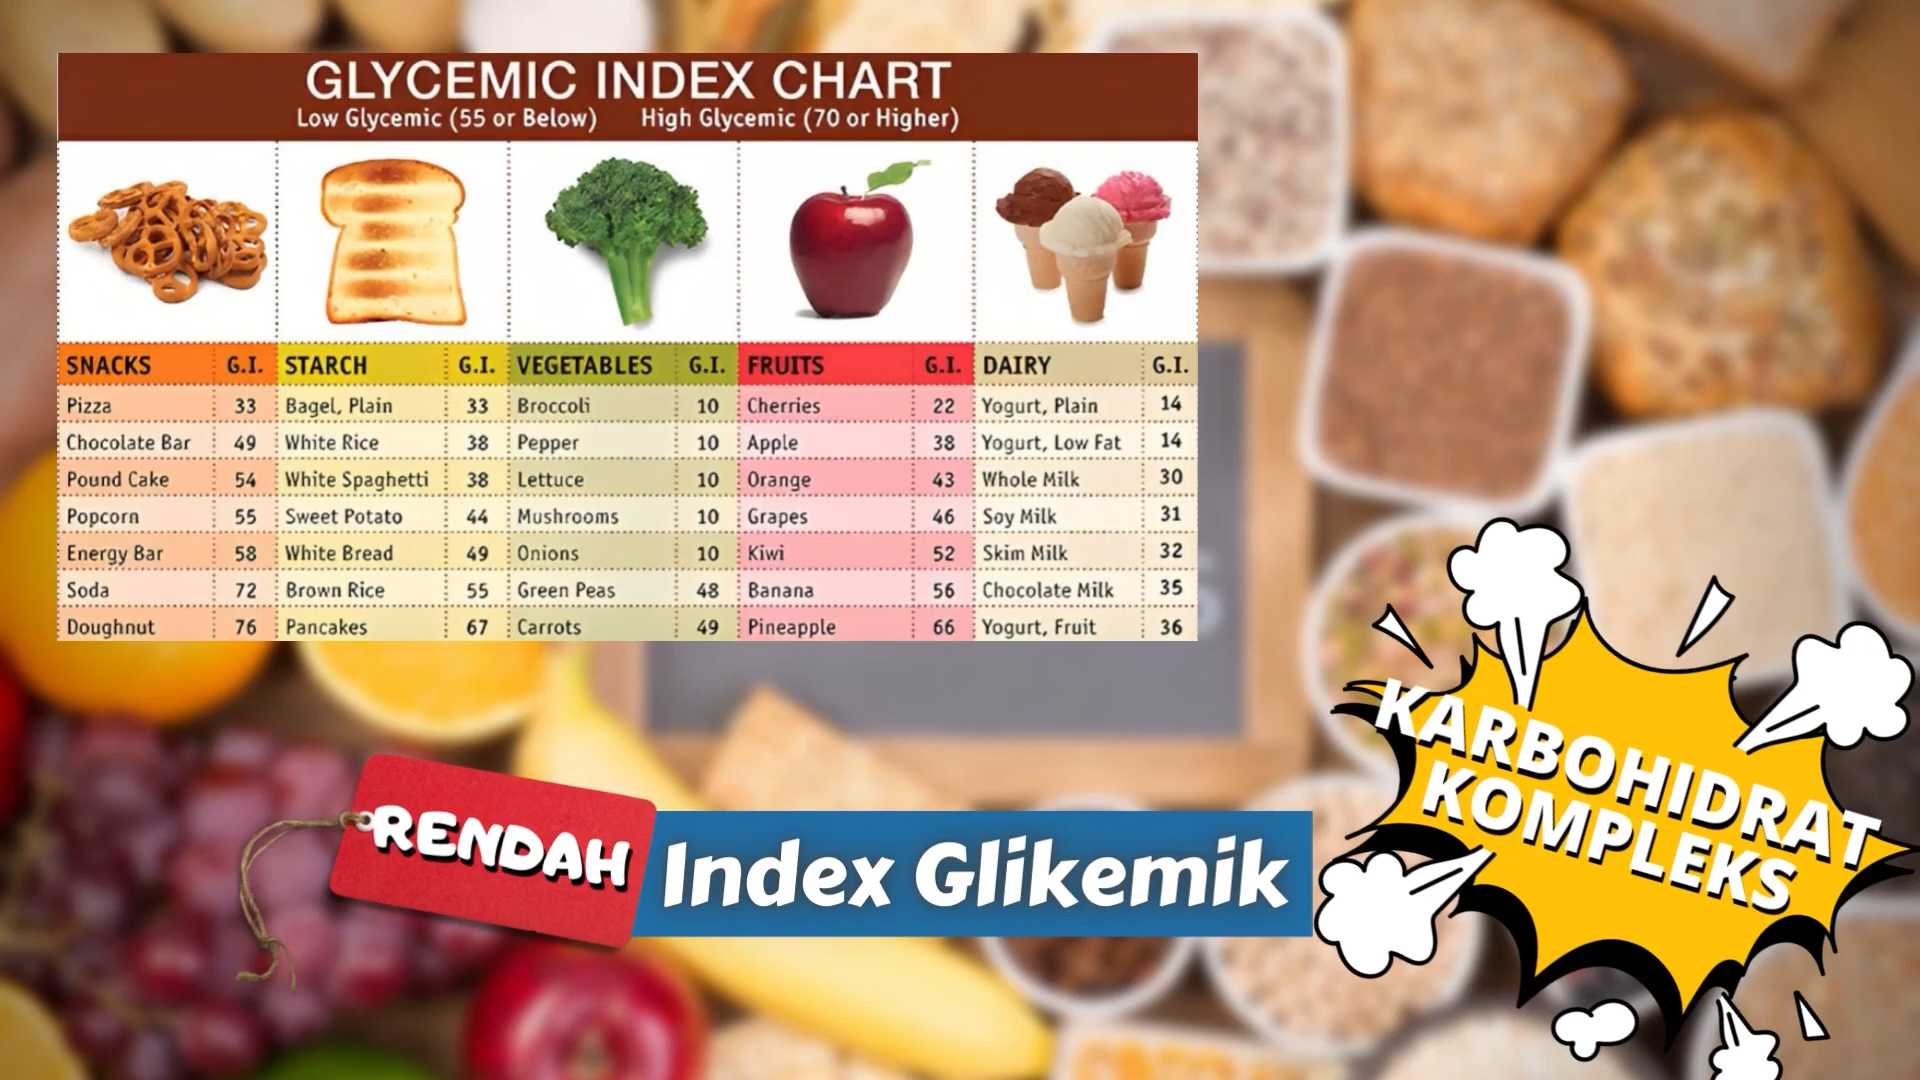 GLYCEMIC INDEX CHART
Low Glycemic (55 or Below) High Glycemic (70 or Higher)
SNACKS G.I. STARCH G.I. VEGETABLES G.I. FRUITS G.I. DAIRY G.I.
Pizza 33 Bagel, Plain 33 Broccoli 10 Cherries 22 Yogurt, Plain 14
Chocolate Bar 49 White Rice 38 Pepper 10 Apple 38 Yogurt, Low Fat 14
Pound Cake 54 White Spaghetti 38 Lettuce 10 Orange 43 Whole Milk 30
Popcorn 55 Sweet Potato 44 Mushrooms 10 Grapes 46 Soy Milk 31
Energy Bar 58 White Bread 49 Onions 10 Kiwi 52 Skim Milk 32
Soda 72 Brown Rice 55 Green Peas 48 Banana 56 Chocolate Milk 35
Doughnut 76 Pancakes 67 Carrots 49 Pineapple 66 Yogurt, Fruit 36
KARBOHIDRAT
KOMPLEKS
RENDAH Index Glikemik